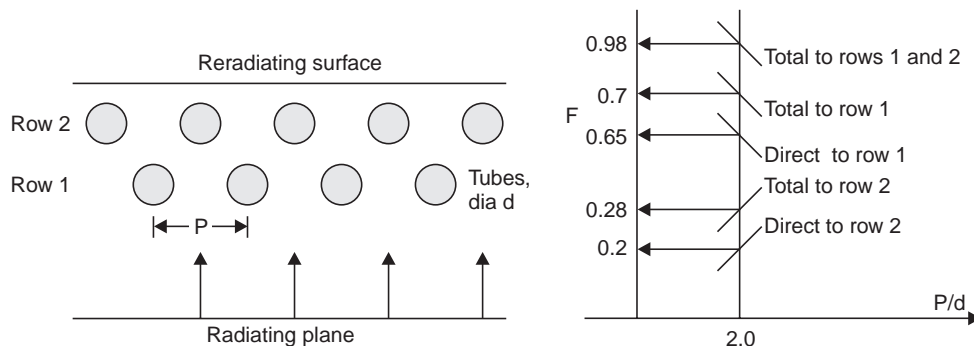 Reradiating surface
Row 2
Row 1
Tubes,
dia d
P
Radiating plane
0.98
Total to rows 1 and 2
0.7
Total to row 1
F
0.65
Direct to row 1
Total to row 2
0.28
Direct to row 2
0.2
P/d
2.0